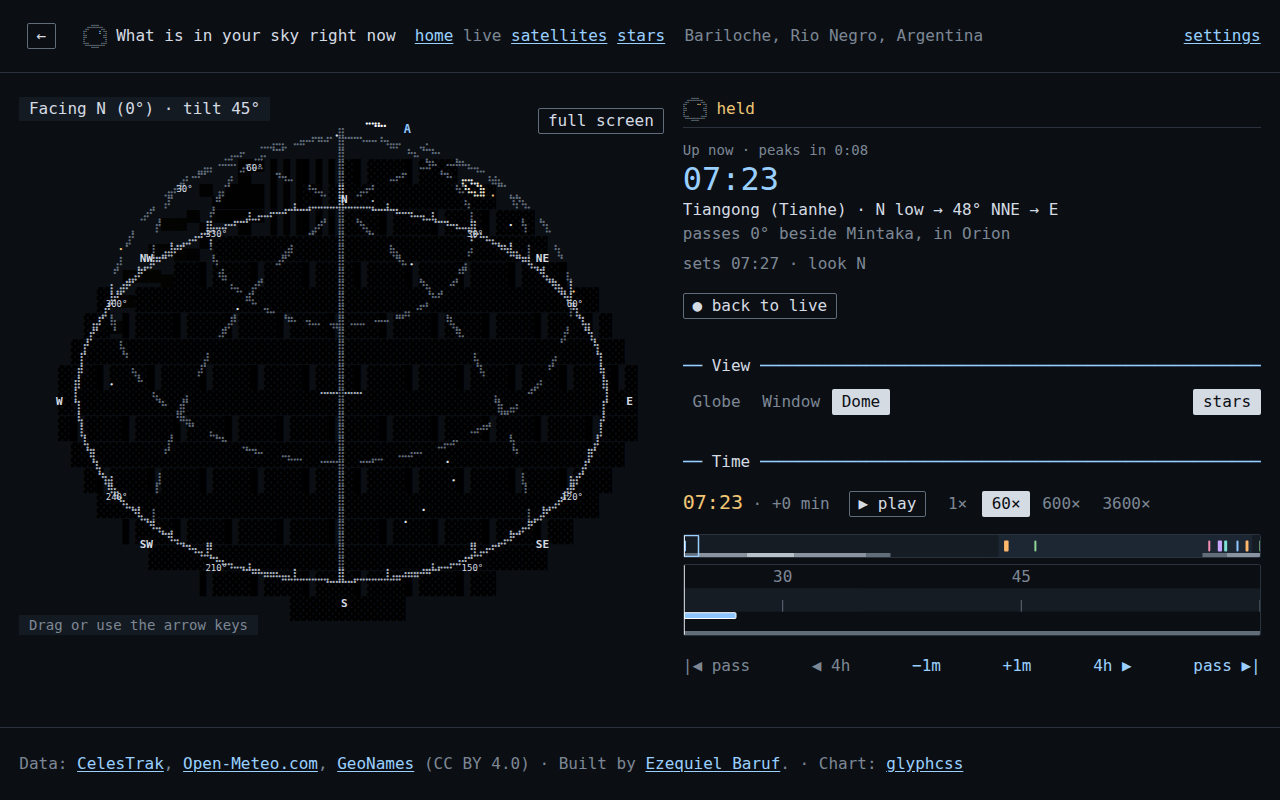 ← What is in your sky right now home live satellites stars Bariloche, Rio Negro, Argentina settings
Facing N (0°) · tilt 45°
full screen
A
60°
30°
N
330°
30°
NW
NE
300°
60°
W
E
240°
120°
SW
SE
210°
150°
S
Drag or use the arrow keys
held
Up now · peaks in 0:08
07:23
Tiangong (Tianhe) · N low → 48° NNE → E
passes 0° beside Mintaka, in Orion
sets 07:27 · look N
● back to live
View
Globe Window Dome stars
Time
07:23 · +0 min ▶ play 1× 60× 600× 3600×
30 45
|◀ pass ◀ 4h −1m +1m 4h ▶ pass ▶|
Data: CelesTrak, Open-Meteo.com, GeoNames (CC BY 4.0) · Built by Ezequiel Baruf. · Chart: glyphcss